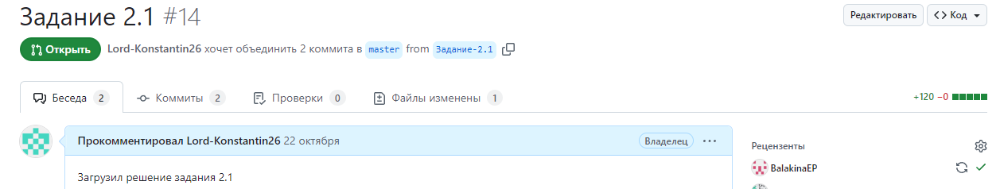 Задание 2.1 #14
Редактировать
Код
Открыть
Lord-Konstantin26 хочет объединить 2 коммита в master from Задание-2.1
Беседа 2
Коммиты 2
Проверки 0
Файлы изменены 1
+120 −0
Прокомментировал Lord-Konstantin26 22 октября
Владелец
Загрузил решение задания 2.1
Рецензенты
BalakinaEP